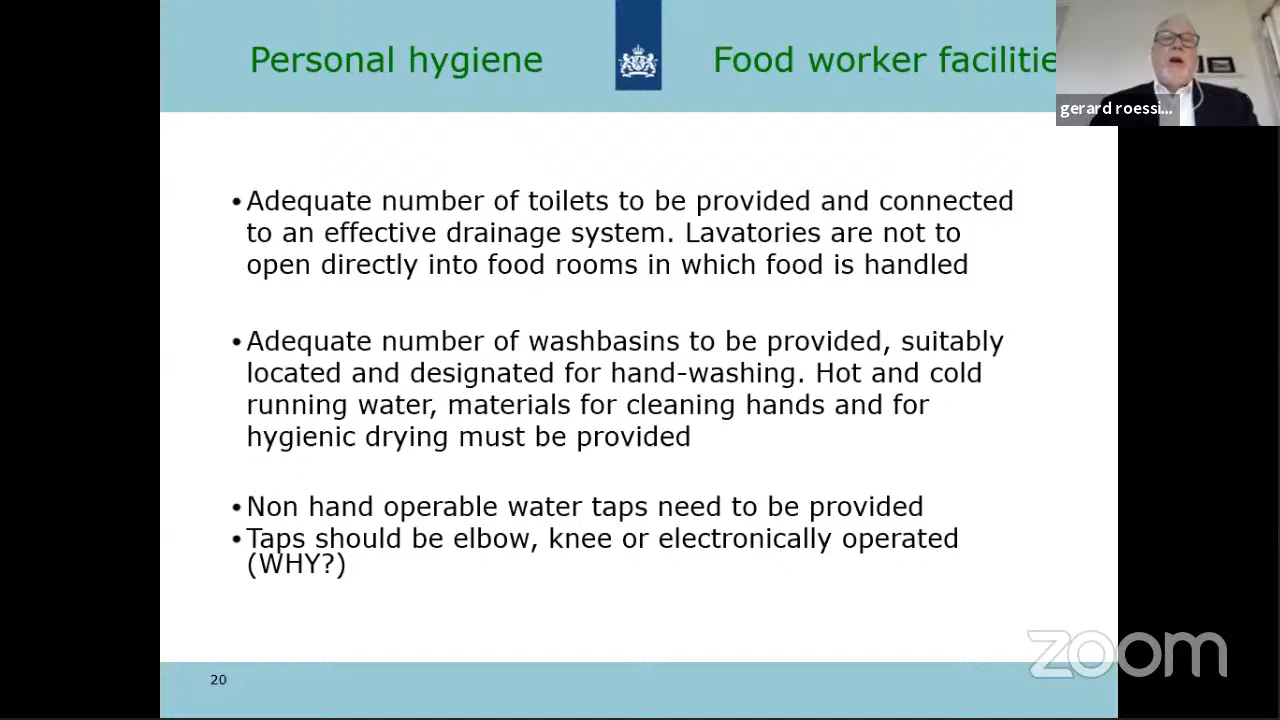 Personal hygiene
Food worker facilitie
gerard roessi...
• Adequate number of toilets to be provided and connected
to an effective drainage system. Lavatories are not to
open directly into food rooms in which food is handled
• Adequate number of washbasins to be provided, suitably
located and designated for hand-washing. Hot and cold
running water, materials for cleaning hands and for
hygienic drying must be provided
• Non hand operable water taps need to be provided
• Taps should be elbow, knee or electronically operated
(WHY?)
zoom
20